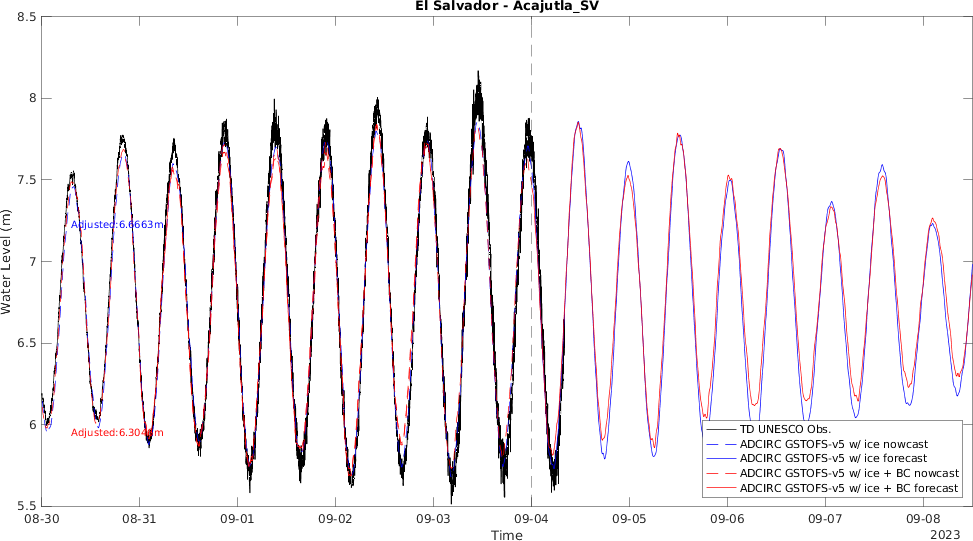 El Salvador - Acajutla_SV
Water Level (m)
8.5
8
7.5
7
6.5
6
5.5
Adjusted:6.6663m
TD UNESCO Obs.
ADCIRC GSTOFS-v5 w/ ice nowcast
ADCIRC GSTOFS-v5 w/ ice forecast
ADCIRC GSTOFS-v5 w/ ice + BC nowcast
ADCIRC GSTOFS-v5 w/ ice + BC forecast
08-30 08-31 09-01 09-02 09-03 09-04 09-05 09-06 09-07 09-08
Time
2023